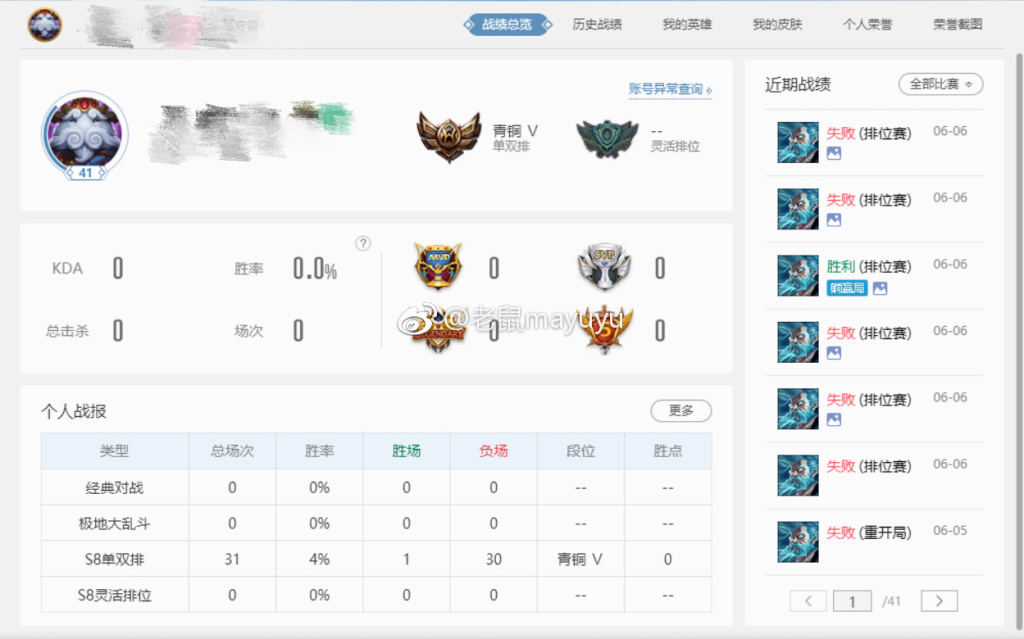 战绩总览 历史战绩 我的英雄 我的皮肤 个人荣誉 荣誉截图
账号异常查询
41
青铜 V
单双排
--
灵活排位
KDA 0 胜率 0.0% ? MVP 0 SVP 0
总击杀 0 场次 0 LEGENDARY 0 S 0
@老鼠mayuyu
个人战报 更多
类型 总场次 胜率 胜场 负场 段位 胜点
经典对战 0 0% 0 0 -- --
极地大乱斗 0 0% 0 0 -- --
S8单双排 31 4% 1 30 青铜 V 0
S8灵活排位 0 0% 0 0 -- --
近期战绩 全部比赛
失败 (排位赛) 06-06
失败 (排位赛) 06-06
胜利 (排位赛) 06-06
躺赢局
失败 (排位赛) 06-06
失败 (排位赛) 06-06
失败 (排位赛) 06-06
失败 (重开局) 06-05
1 /41